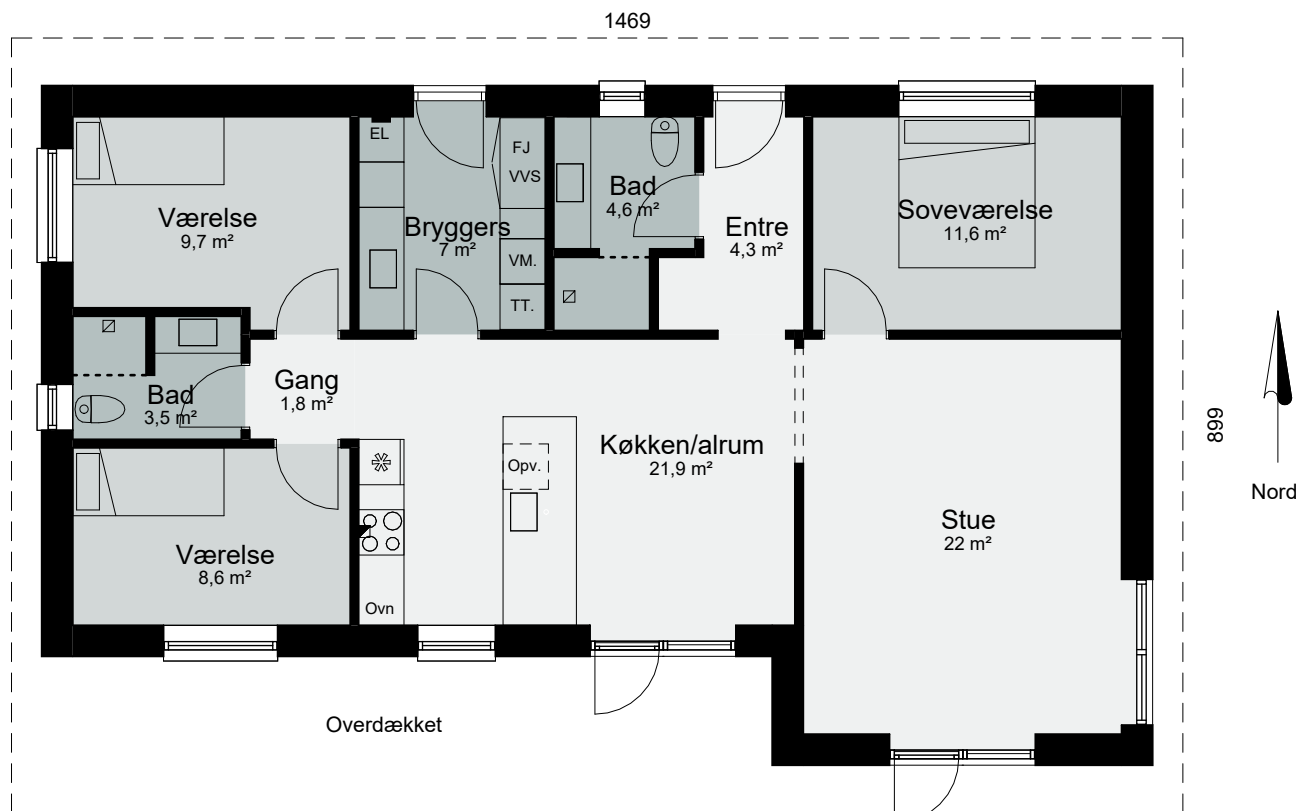 1469
EL
FJ
VVS
Værelse
9,7 m²
Bryggers
7 m²
Bad
4,6 m²
Entre
4,3 m²
Soveværelse
11,6 m²
VM.
TT.
Gang
1,8 m²
Bad
3,5 m²
Køkken/alrum
21,9 m²
Opv.
899
Nord
Stue
22 m²
Værelse
8,6 m²
Ovn
Overdækket